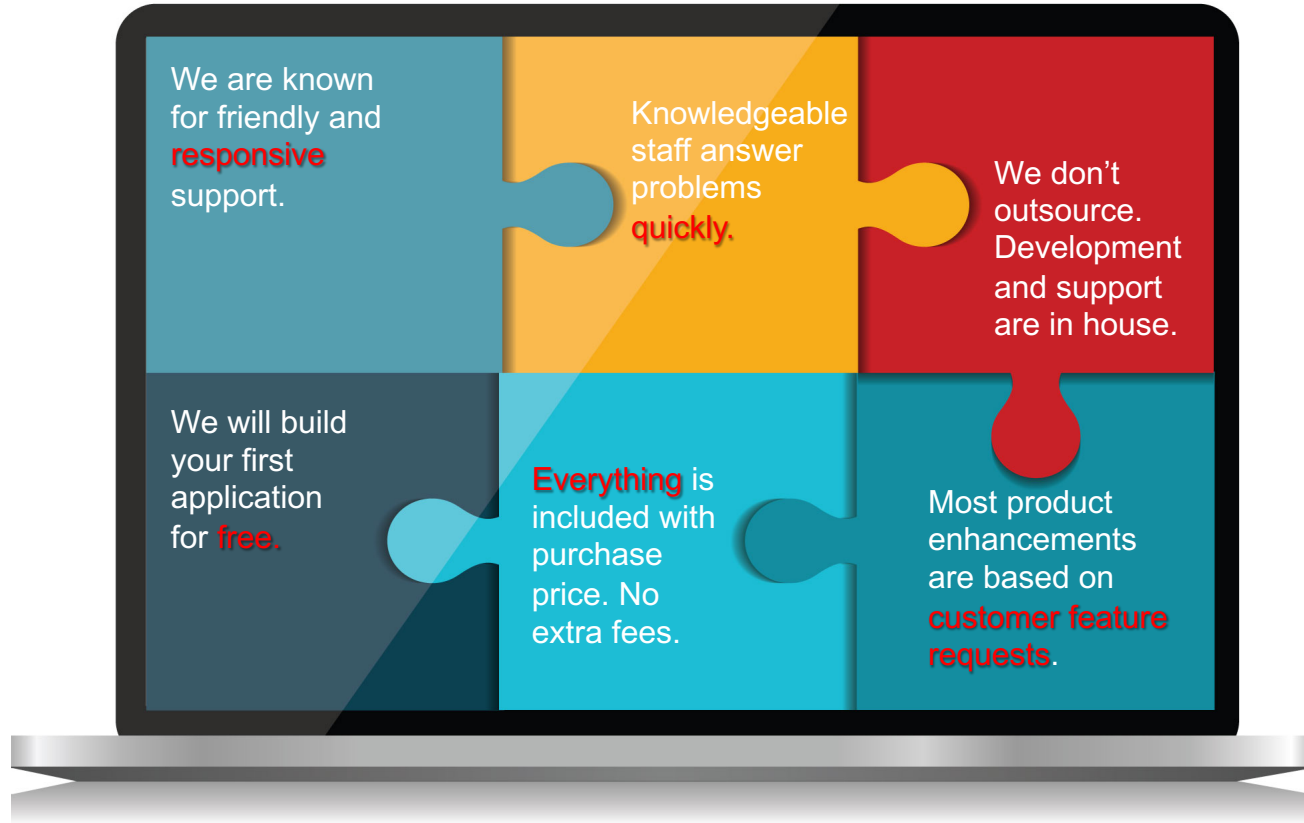 We are known
for friendly and
responsive
support.
Knowledgeable
staff answer
problems
quickly.
We don’t
outsource.
Development
and support
are in house.
We will build
your first
application
for free.
Everything is
included with
purchase
price. No
extra fees.
Most product
enhancements
are based on
customer feature
requests.